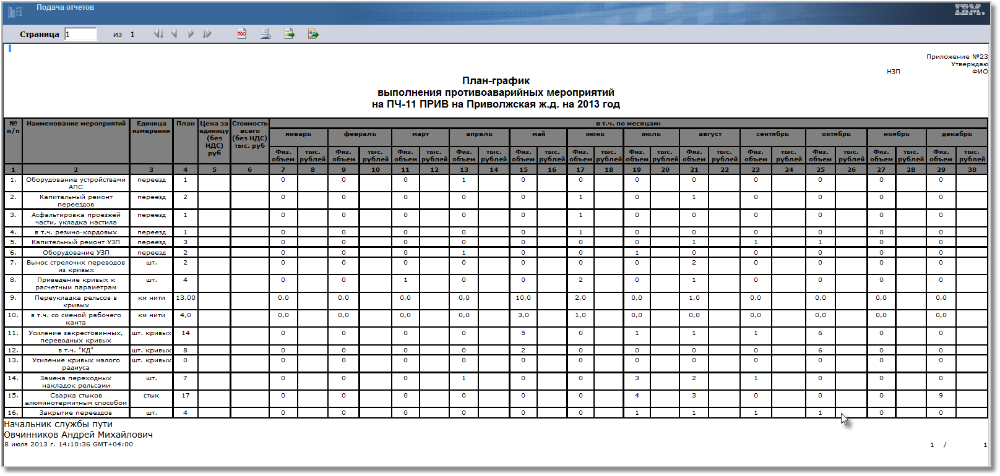 Подача отчетов
IBM.
Страница 1 из 1
TOC
Приложение №23
Утверждаю
НЗП ФИО
План-график
выполнения противоаварийных мероприятий
на ПЧ-11 ПРИВ на Приволжская ж.д. на 2013 год
№ п/п Наименование мероприятий Единица измерения План Цена за единицу (без НДС) руб Стоимость всего (без НДС) тыс. руб в т.ч. по месяцам:
январь февраль март апрель май июнь июль август сентябрь октябрь ноябрь декабрь
Физ. объем тыс. рублей Физ. объем тыс. рублей Физ. объем тыс. рублей Физ. объем тыс. рублей Физ. объем тыс. рублей Физ. объем тыс. рублей Физ. объем тыс. рублей Физ. объем тыс. рублей Физ. объем тыс. рублей Физ. объем тыс. рублей Физ. объем тыс. рублей Физ. объем тыс. рублей
1 2 3 4 5 6 7 8 9 10 11 12 13 14 15 16 17 18 19 20 21 22 23 24 25 26 27 28 29 30
1. Оборудование устройствами АПС переезд 1 0 0 0 1 0 0 0 0 0 0 0 0
2. Капитальный ремонт переездов переезд 2 0 0 0 0 0 1 0 1 0 0 0 0
3. Асфальтировка проезжей части, укладка настила переезд 1 0 0 0 0 0 1 0 0 0 0 0 0
4. в т.ч. резино-кордовых переезд 1 0 0 0 0 0 1 0 0 0 0 0 0
5. Капительный ремонт УЗП переезд 3 0 0 0 0 0 0 0 1 1 1 0 0
6. Оборудование УЗП переезд 2 0 0 0 1 0 0 1 0 0 0 0 0
7. Вынос стрелочнх переводов из кривых шт. 2 0 0 0 0 0 0 0 2 0 0 0 0
8. Приведение кривых к расчетным параметрам шт. 4 0 0 1 0 0 2 0 1 0 0 0 0
9. Переукладка рельсов в кривых км нити 13,00 0,0 0,0 0,0 0,0 10,0 2,0 0,0 1,0 0,0 0,0 0,0 0,0
10. в т.ч. со сменой рабочего канта км нити 4,0 0,0 0,0 0,0 0,0 3,0 1,0 0,0 0,0 0,0 0,0 0,0 0,0
11. Усиление закрестовинных, переводных кривых шт. кривых 14 0 0 0 0 5 0 1 1 1 6 0 0
12. в т.ч. "КД" шт. кривых 8 0 0 0 0 2 0 0 0 0 6 0 0
13. Усиление кривых малого радиуса шт. кривых 0 0 0 0 0 0 0 0 0 0 0 0 0
14. Замена переходных накладок рельсами шт. 7 0 0 0 1 0 0 3 2 1 0 0 0
15. Сварка стыков алюминотермитным способом стык 17 0 0 0 0 0 0 4 3 0 0 0 9
16. Закрытие переездов шт. 4 0 0 0 0 0 0 1 1 1 1 0 0
Начальник службы пути
Овчинников Андрей Михайлович
8 июля 2013 г. 14:10:36 GMT+04:00 1 / 1